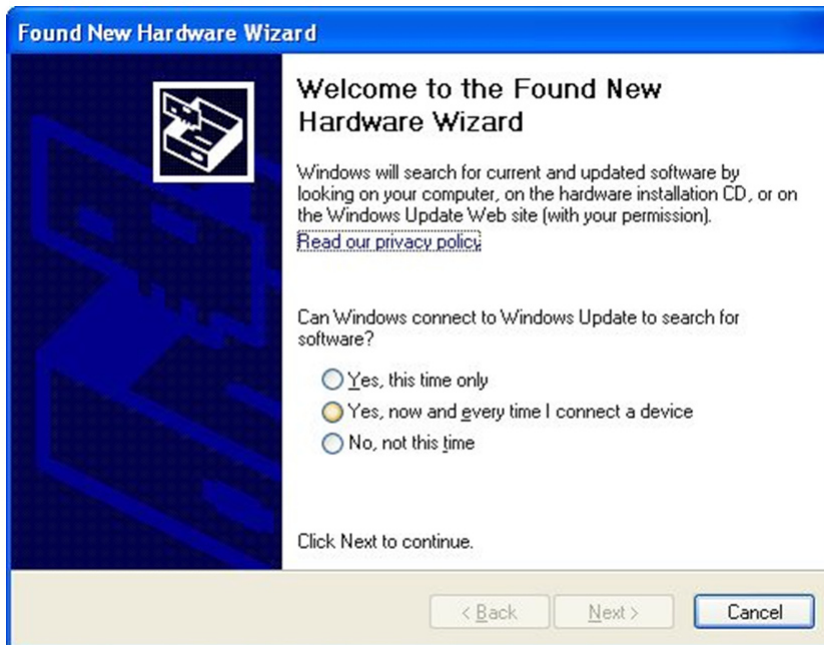 Found New Hardware Wizard
Welcome to the Found New
Hardware Wizard
Windows will search for current and updated software by
looking on your computer, on the hardware installation CD, or on
the Windows Update Web site (with your permission).
Read our privacy policy
Can Windows connect to Windows Update to search for
software?
Yes, this time only
Yes, now and every time I connect a device
No, not this time
Click Next to continue.
< Back Next > Cancel